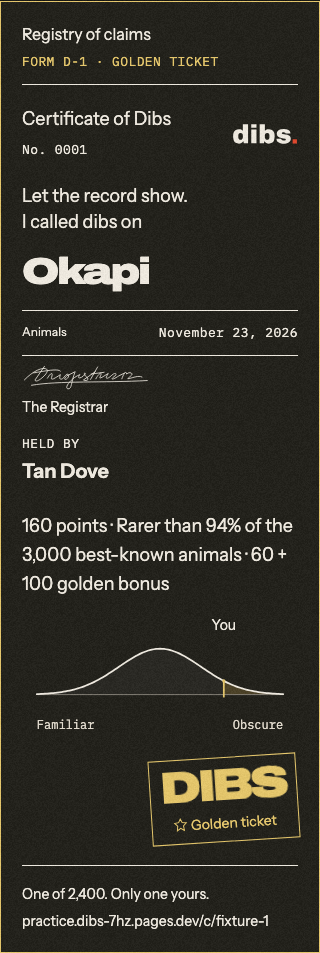 Registry of claims
FORM D-1 · GOLDEN TICKET
Certificate of Dibs
No. 0001
dibs.
Let the record show.
I called dibs on
Okapi
Animals
November 23, 2026
The Registrar
HELD BY
Tan Dove
160 points · Rarer than 94% of the
3,000 best-known animals · 60 +
100 golden bonus
You
Familiar
Obscure
DIBS
☆ Golden ticket
One of 2,400. Only one yours.
practice.dibs-7hz.pages.dev/c/fixture-1